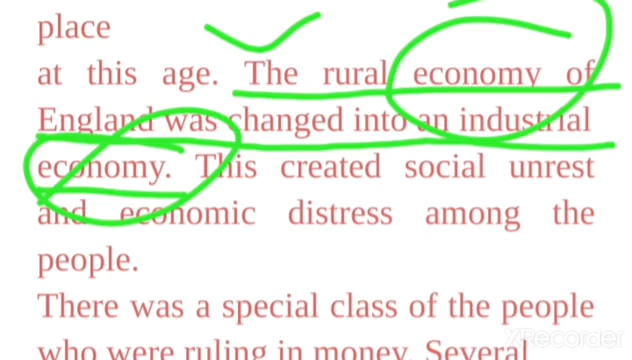 place
at this age. The rural economy of
England was changed into an industrial
economy. This created social unrest
and economic distress among the
people.
There was a special class of the people
who were ruling in money. Several
XRecorder